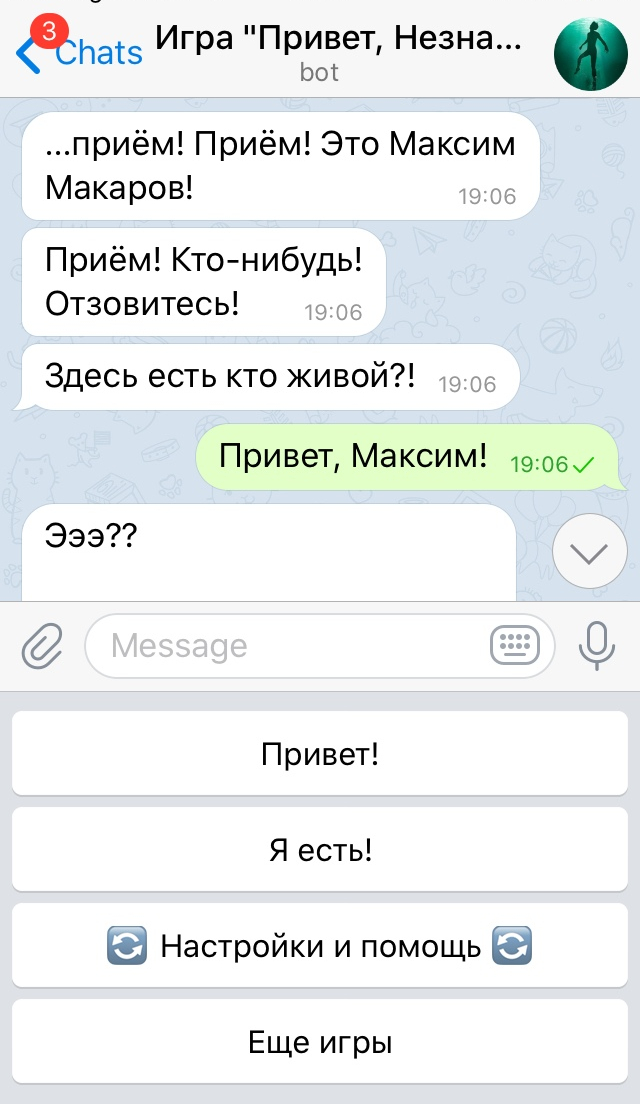 3
Chats
Игра "Привет, Незна...
bot
...приём! Приём! Это Максим
Макаров!
19:06
Приём! Кто-нибудь!
Отзовитесь!
19:06
Здесь есть кто живой?!
19:06
Привет, Максим!
19:06
Эээ??
Message
Привет!
Я есть!
Настройки и помощь
Еще игры